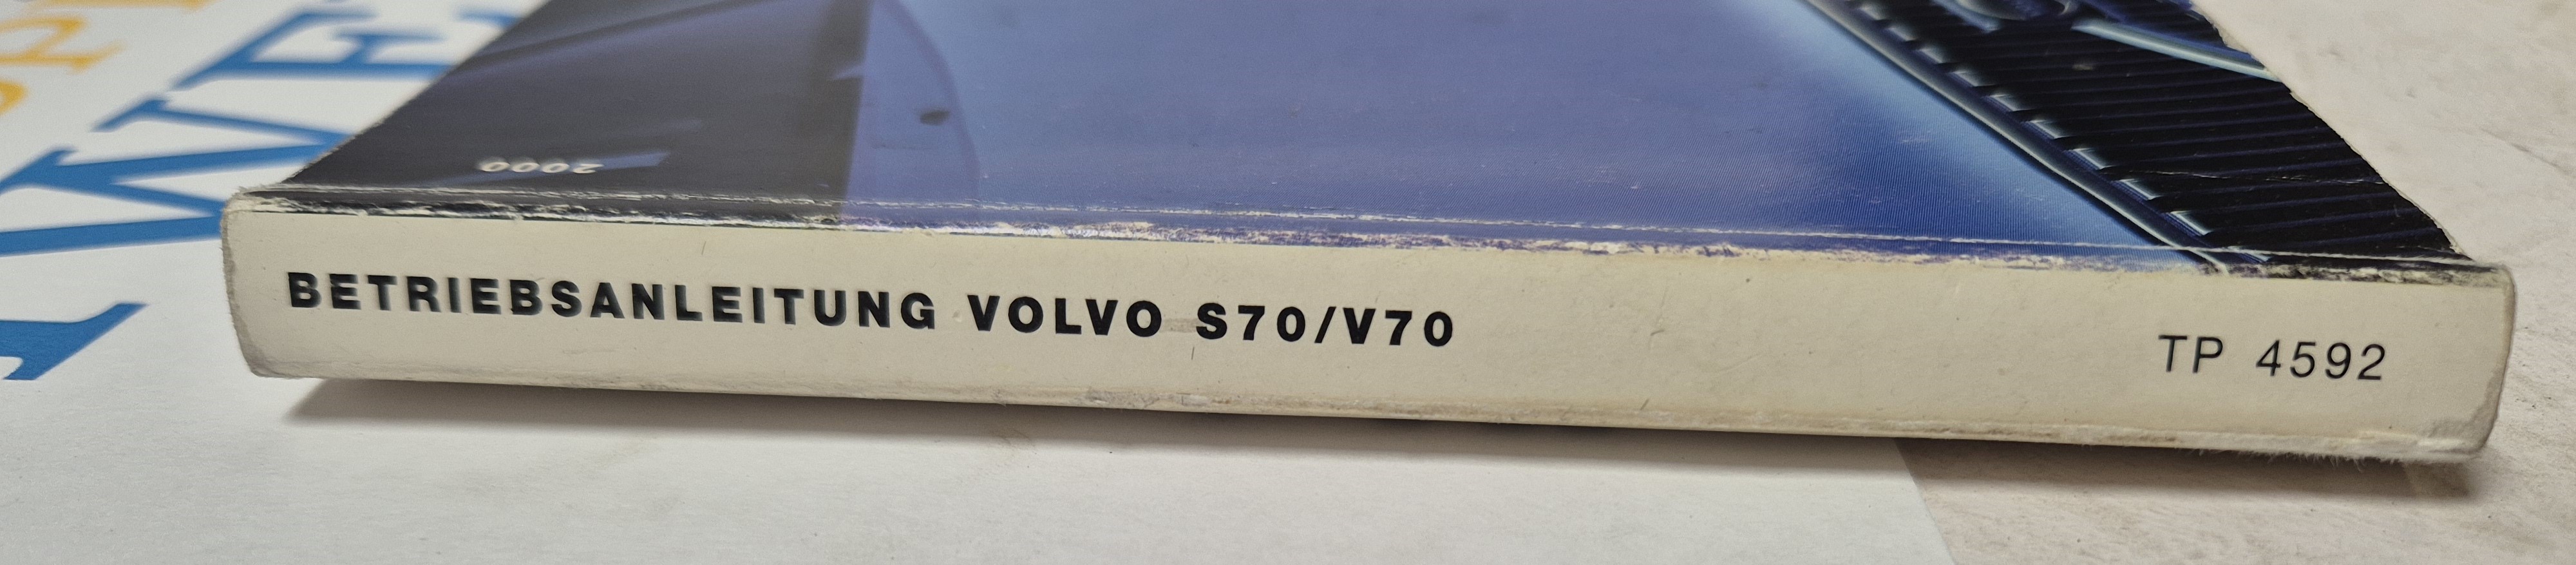 2000
BETRIEBSANLEITUNG VOLVO S70/V70
TP 4592